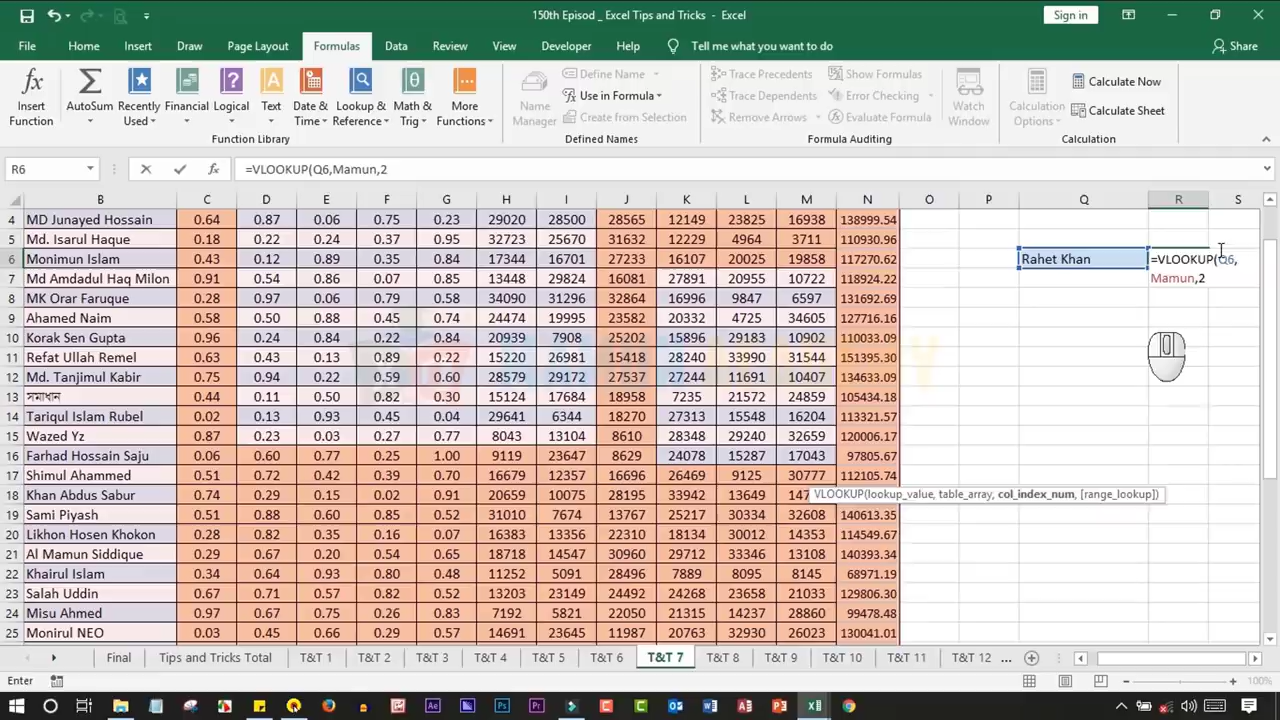 150th Episod _ Excel Tips and Tricks - Excel
Sign in
File Home Insert Draw Page Layout Formulas Data Review View Developer Help Tell me what you want to do Share
Insert Function AutoSum Recently Used Financial Logical Text Date & Time Lookup & Reference Math & Trig More Functions
Function Library
Name Manager Define Name Use in Formula Create from Selection
Defined Names
Trace Precedents Trace Dependents Remove Arrows Show Formulas Error Checking Evaluate Formula Watch Window
Formula Auditing
Calculation Options Calculate Now Calculate Sheet
Calculation
R6 fx =VLOOKUP(Q6,Mamun,2
B C D E F G H I J K L M N O P Q R S
4 MD Junayed Hossain 0.64 0.87 0.06 0.75 0.23 29020 28500 28565 12149 23825 16938 138999.54
5 Md. Isarul Haque 0.18 0.22 0.24 0.37 0.95 32723 25670 31632 12229 4964 3711 110930.96
6 Monimun Islam 0.43 0.12 0.89 0.35 0.84 17344 16701 27233 16107 20025 19858 117270.62 Rahet Khan =VLOOKUP(Q6,
Mamun,2
7 Md Amdadul Haq Milon 0.91 0.54 0.86 0.07 0.85 13448 29824 16081 27891 20955 10722 118924.22
8 MK Orar Faruque 0.28 0.97 0.06 0.79 0.58 34090 31296 32864 16996 9847 6597 131692.69
9 Ahamed Naim 0.58 0.50 0.88 0.45 0.74 24474 19995 23582 20332 4725 34605 127716.16
10 Korak Sen Gupta 0.96 0.24 0.84 0.22 0.84 20939 7908 25202 15896 29183 10902 110033.09
11 Refat Ullah Remel 0.63 0.43 0.13 0.89 0.22 15220 26981 15418 28240 33990 31544 151395.30
12 Md. Tanjimul Kabir 0.75 0.94 0.22 0.59 0.60 28579 29172 27537 27244 11691 10407 134633.09
13 সমাধান 0.44 0.11 0.50 0.82 0.30 15124 17684 18958 7235 21572 24859 105434.18
14 Tariqul Islam Rubel 0.02 0.13 0.93 0.45 0.04 29641 6344 18270 27313 15548 16204 113321.57
15 Wazed Yz 0.87 0.23 0.03 0.27 0.77 8043 13104 8610 28348 29240 32659 120006.17
16 Farhad Hossain Saju 0.06 0.60 0.77 0.25 1.00 9119 23647 8629 24078 15287 17043 97805.67
17 Shimul Ahammed 0.51 0.72 0.42 0.39 0.70 16679 12357 16696 26469 9125 30777 112105.74
18 Khan Abdus Sabur 0.74 0.29 0.15 0.02 0.91 20659 10057 28195 33942 13649 VLOOKUP(lookup_value, table_array, col_index_num, [range_lookup])
19 Sami Piyash 0.51 0.88 0.60 0.85 0.52 31010 7674 13767 25217 30334 32608 140613.35
20 Likhon Hosen Khokon 0.28 0.82 0.35 0.16 0.07 16383 13356 22310 18134 13128 14353 114549.67
21 Al Mamun Siddique 0.29 0.67 0.20 0.54 0.65 18718 14547 30960 29712 33346 13108 140393.34
22 Khairul Islam 0.34 0.64 0.93 0.80 0.48 11252 5091 28496 7889 8095 8145 68971.19
23 Salah Uddin 0.67 0.71 0.57 0.82 0.52 13203 23149 24492 24268 23658 21033 129806.30
24 Misu Ahmed 0.97 0.67 0.75 0.26 0.83 7192 5821 22050 21315 14237 28860 99478.48
25 Monirul NEO 0.03 0.45 0.66 0.29 0.57 14691 23645 11987 20763 32930 26023 130041.01
Final Tips and Tricks Total T&T 1 T&T 2 T&T 3 T&T 4 T&T 5 T&T 6 T&T 7 T&T 8 T&T 9 T&T 10 T&T 11 T&T 12 ...
Enter 100%